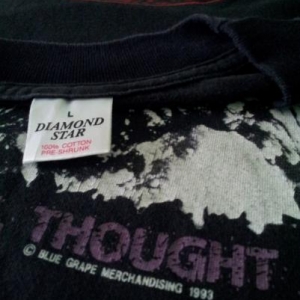 L
DIAMOND
STAR
100% COTTON
PRE-SHRUNK
THOUGHT
© BLUE GRAPE MERCHANDISING 1993